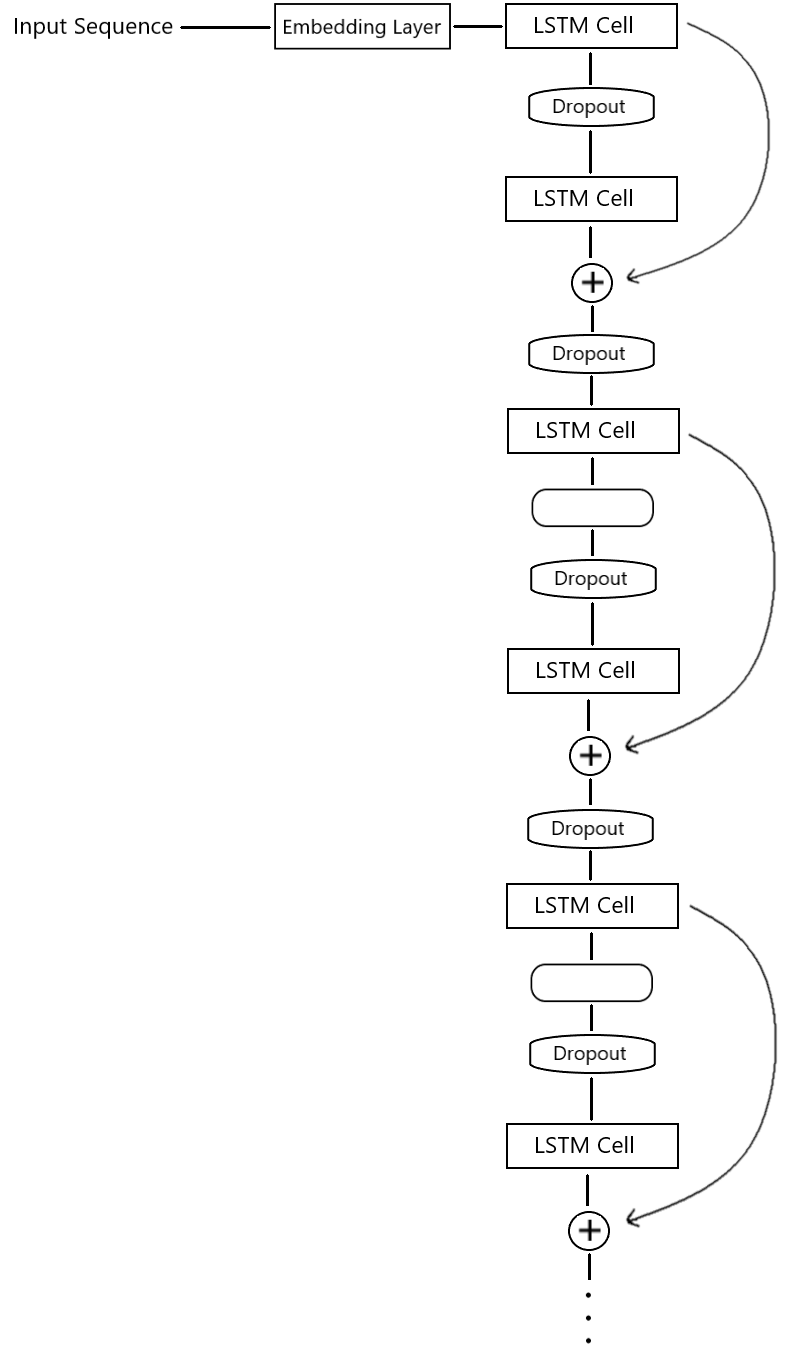 Input Sequence
Embedding Layer
LSTM Cell
Dropout
LSTM Cell
+
Dropout
LSTM Cell
Dropout
LSTM Cell
+
Dropout
LSTM Cell
Dropout
LSTM Cell
+